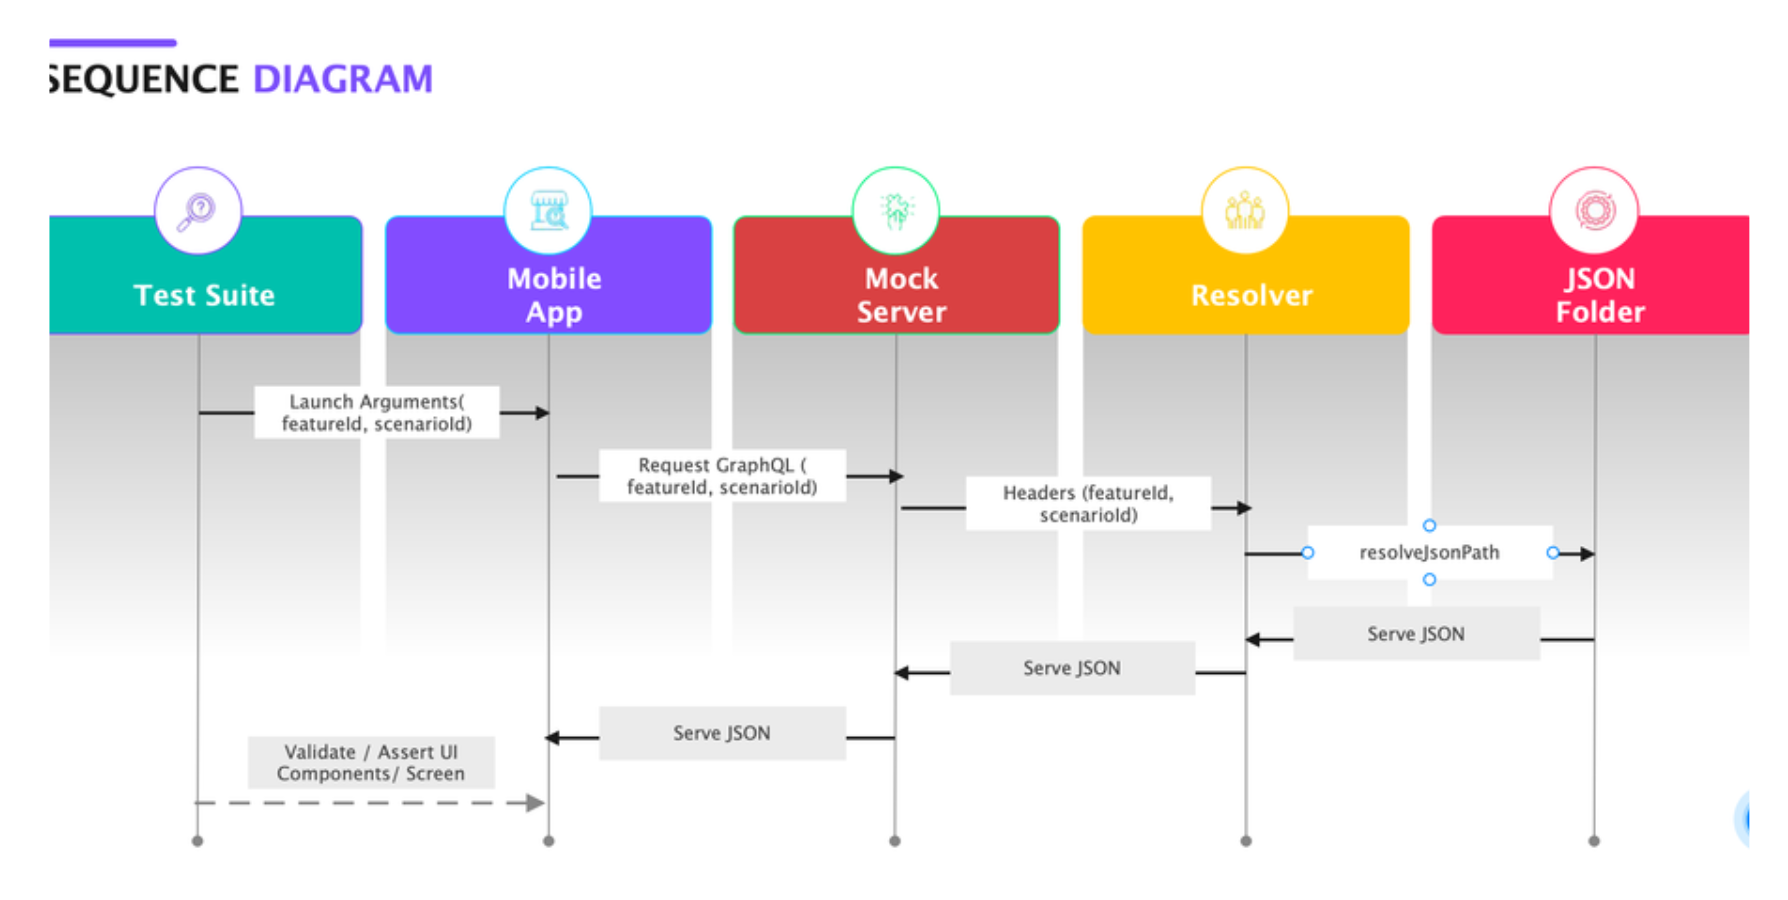 SEQUENCE DIAGRAM
Test Suite
Mobile
App
Mock
Server
Resolver
JSON
Folder
Launch Arguments(
featureId, scenarioId)
Request GraphQL (
featureId, scenarioId)
Headers (featureId,
scenarioId)
resolveJsonPath
Serve JSON
Serve JSON
Serve JSON
Validate / Assert UI
Components/ Screen